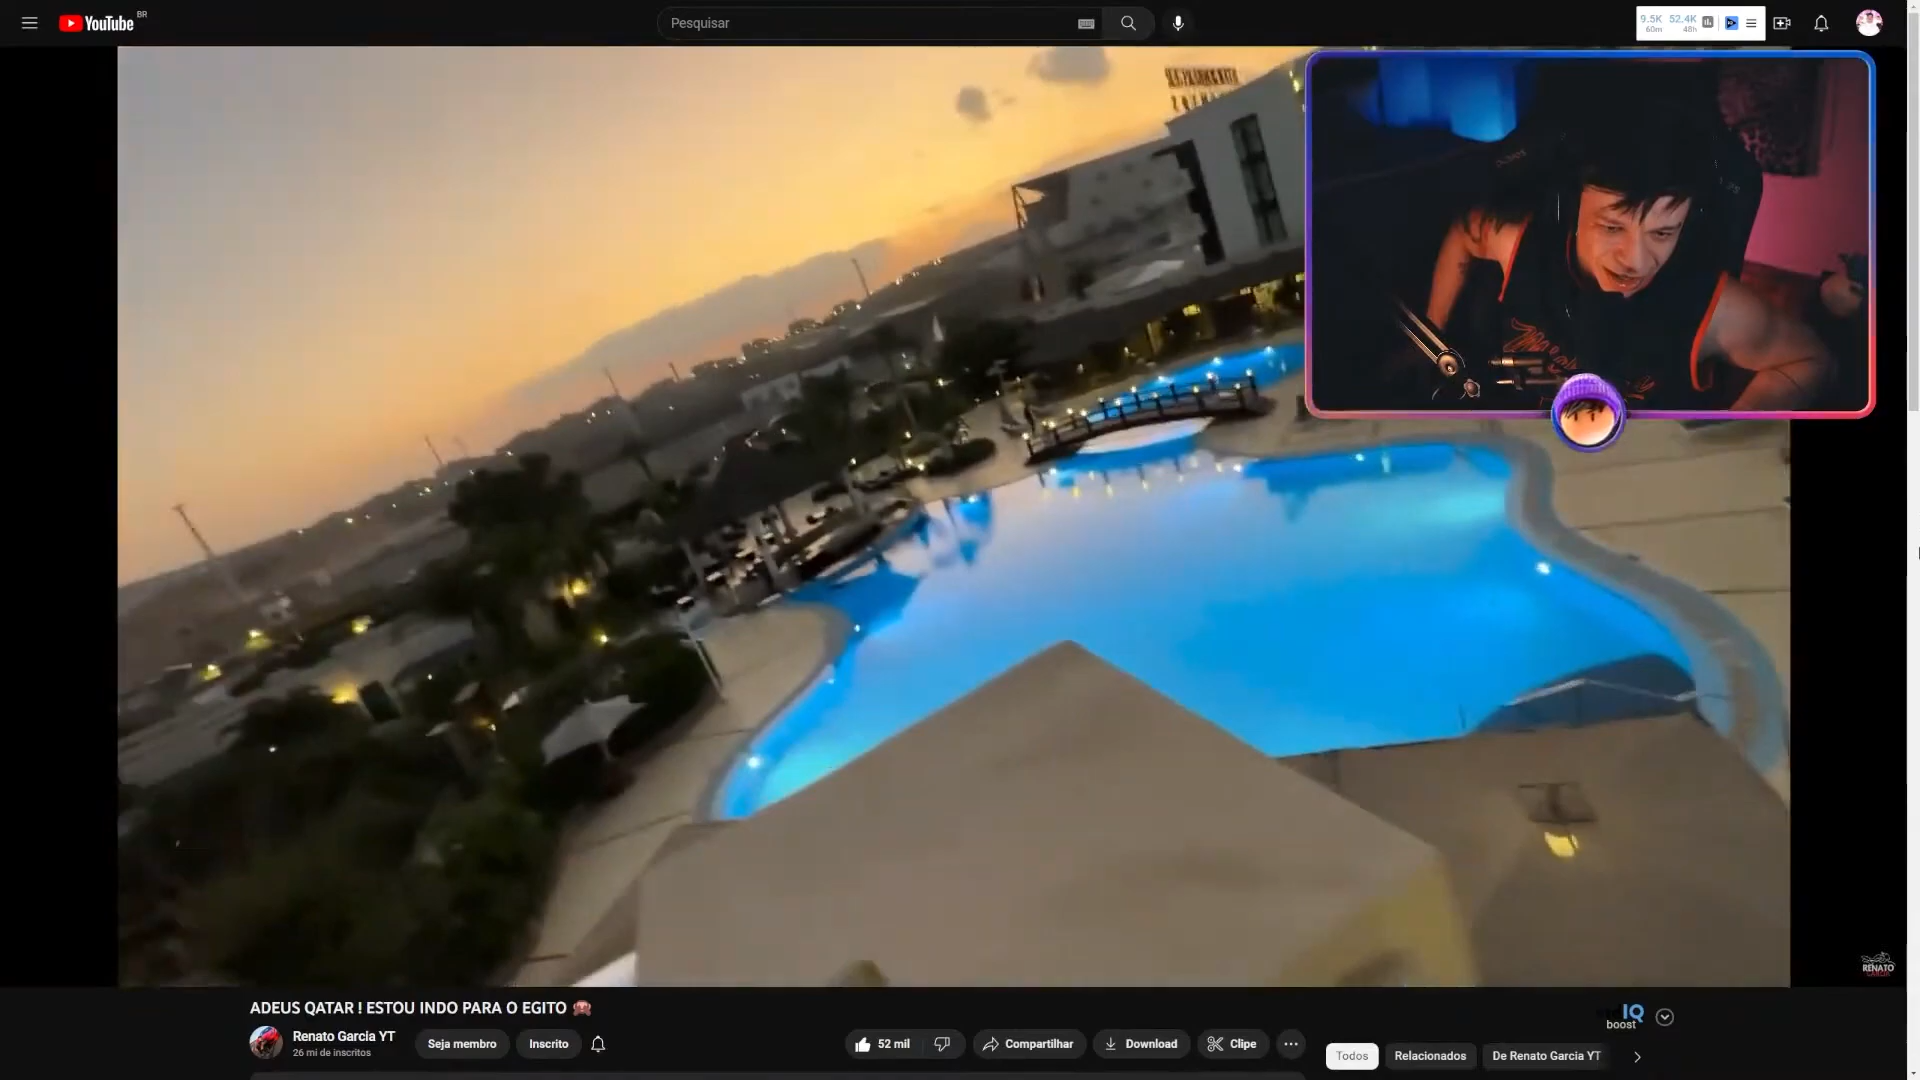 YouTube BR
Pesquisar
9.5K 52.4K
60m 48h
RENATO
GARCIA
ADEUS QATAR ! ESTOU INDO PARA O EGITO
Renato Garcia YT
26 mi de inscritos
Seja membro
Inscrito
52 mil
Compartilhar
Download
Clipe
IQ
boost
Todos
Relacionados
De Renato Garcia YT